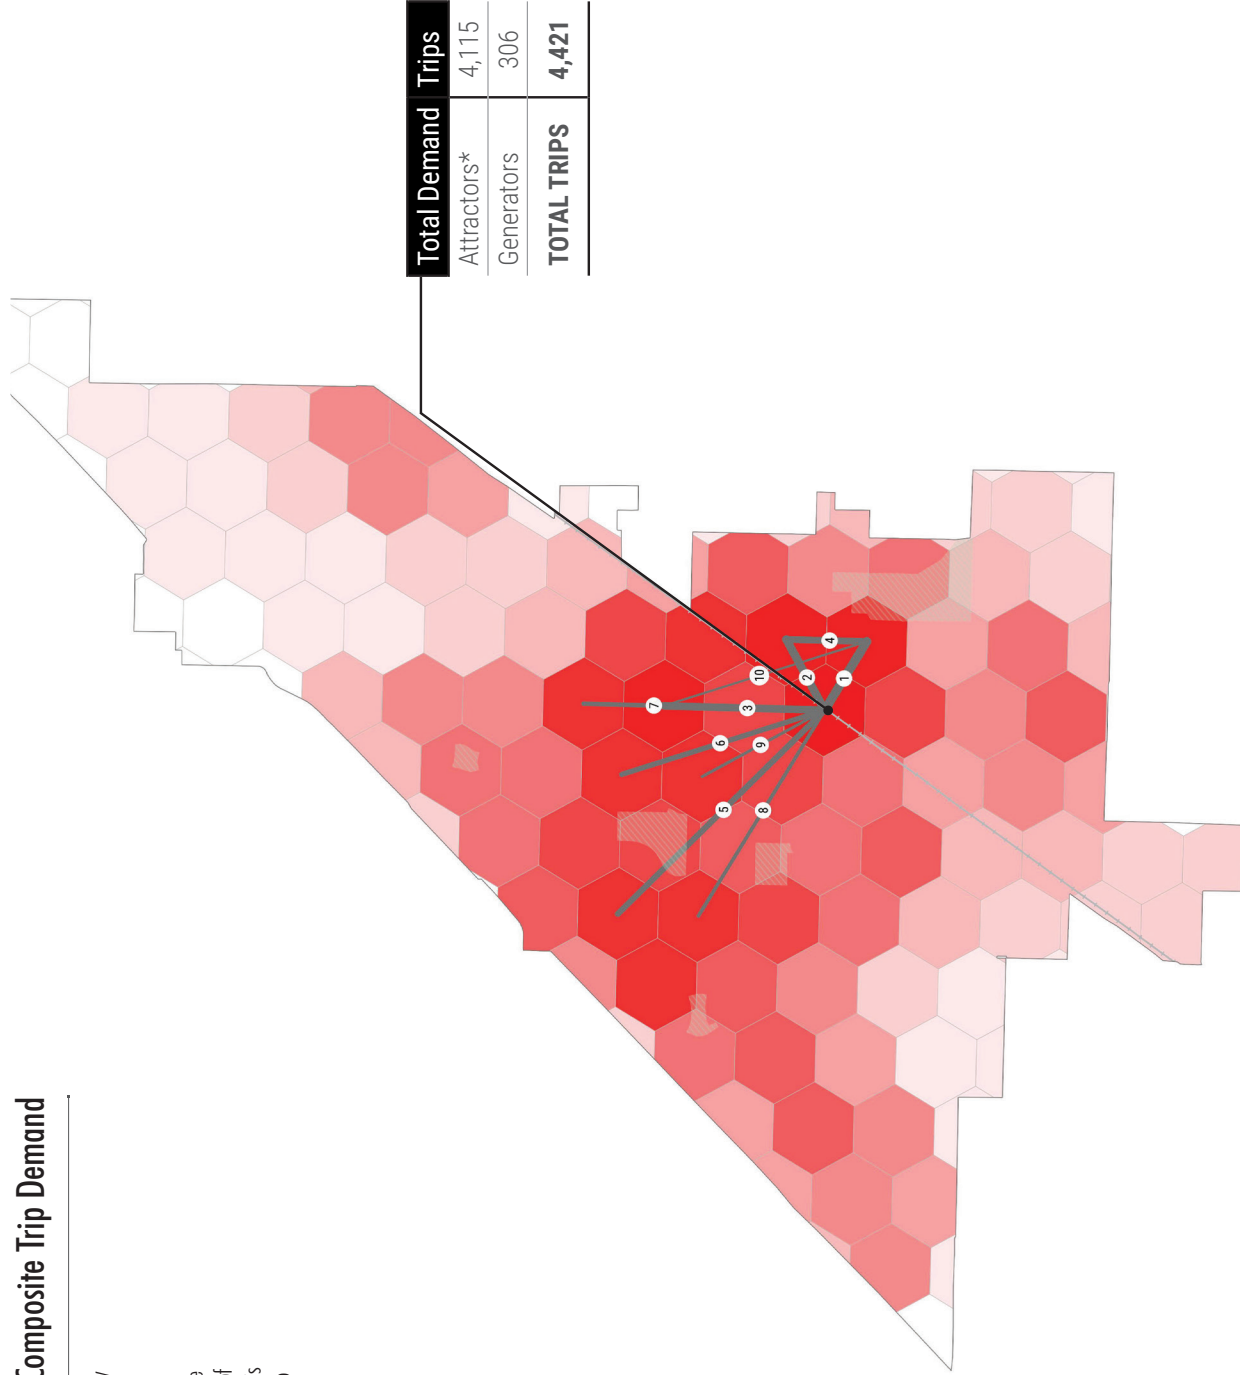 Composite Trip Demand
Total Demand Trips
Attractors* 4,115
Generators 306
TOTAL TRIPS 4,421
1
2
3
4
5
6
7
8
9
10